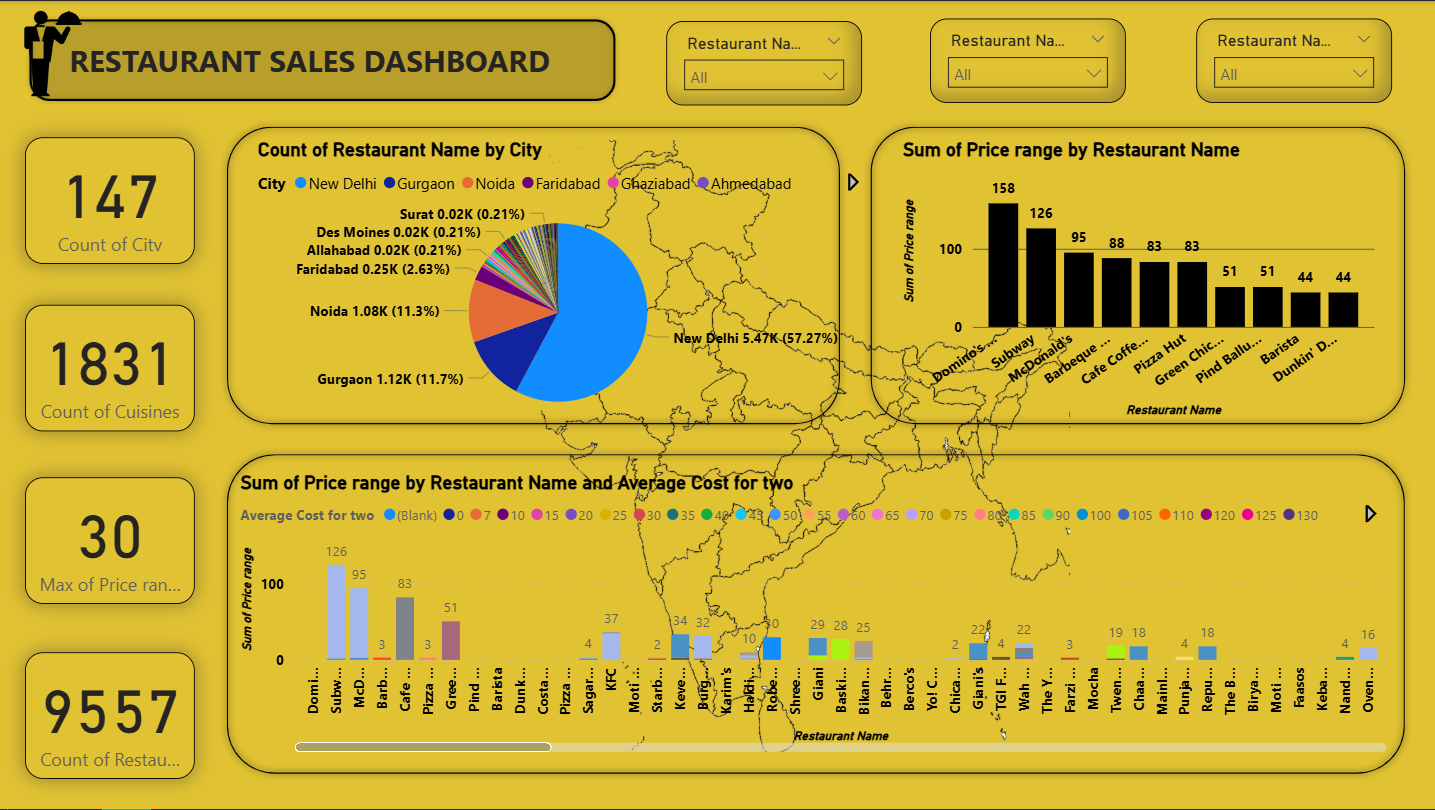 RESTAURANT SALES DASHBOARD
Restaurant Na...
All
Restaurant Na...
All
Restaurant Na...
All
147
Count of City
1831
Count of Cuisines
30
Max of Price ran...
9557
Count of Restau...
Count of Restaurant Name by City
City New Delhi Gurgaon Noida Faridabad Ghaziabad Ahmedabad
Surat 0.02K (0.21%)
Des Moines 0.02K (0.21%)
Allahabad 0.02K (0.21%)
Faridabad 0.25K (2.63%)
Noida 1.08K (11.3%)
New Delhi 5.47K (57.27%)
Gurgaon 1.12K (11.7%)
Sum of Price range by Restaurant Name
Sum of Price range
100
0
158 126 95 88 83 83 51 51 44 44
Domino's ...
Subway
McDonald's
Barbeque ...
Cafe Coffe...
Pizza Hut
Green Chic...
Pind Ballu...
Barista
Dunkin' D...
Restaurant Name
Sum of Price range by Restaurant Name and Average Cost for two
Average Cost for two (Blank) 0 7 10 15 20 25 30 35 40 45 50 55 60 65 70 75 80 85 90 100 105 110 120 125 130
Sum of Price range
100
0
126 95 3 83 3 51 4 37 2 34 32 10 30 29 28 25 2 22 4 22 3 19 18 4 18 4 16
Domi...
Subw...
McD...
Barb...
Cafe ...
Pizza ...
Gree...
Pind ...
Barista
Dunk...
Costa...
Pizza ...
Sagar...
KFC
Moti ...
Starb...
Keve...
Burg...
Karim's
Haldi...
Robe...
Shree...
Giani
Baski...
Bikan...
Behr...
Berco's
Yo! C...
Chica...
Giani's
TGI F...
Wah ...
The Y...
Farzi ...
Mocha
Twen...
Chaa...
Mainl...
Punja...
Repu...
The B...
Birya...
Moti ...
Faasos
Keba...
Nand...
Oven...
Restaurant Name